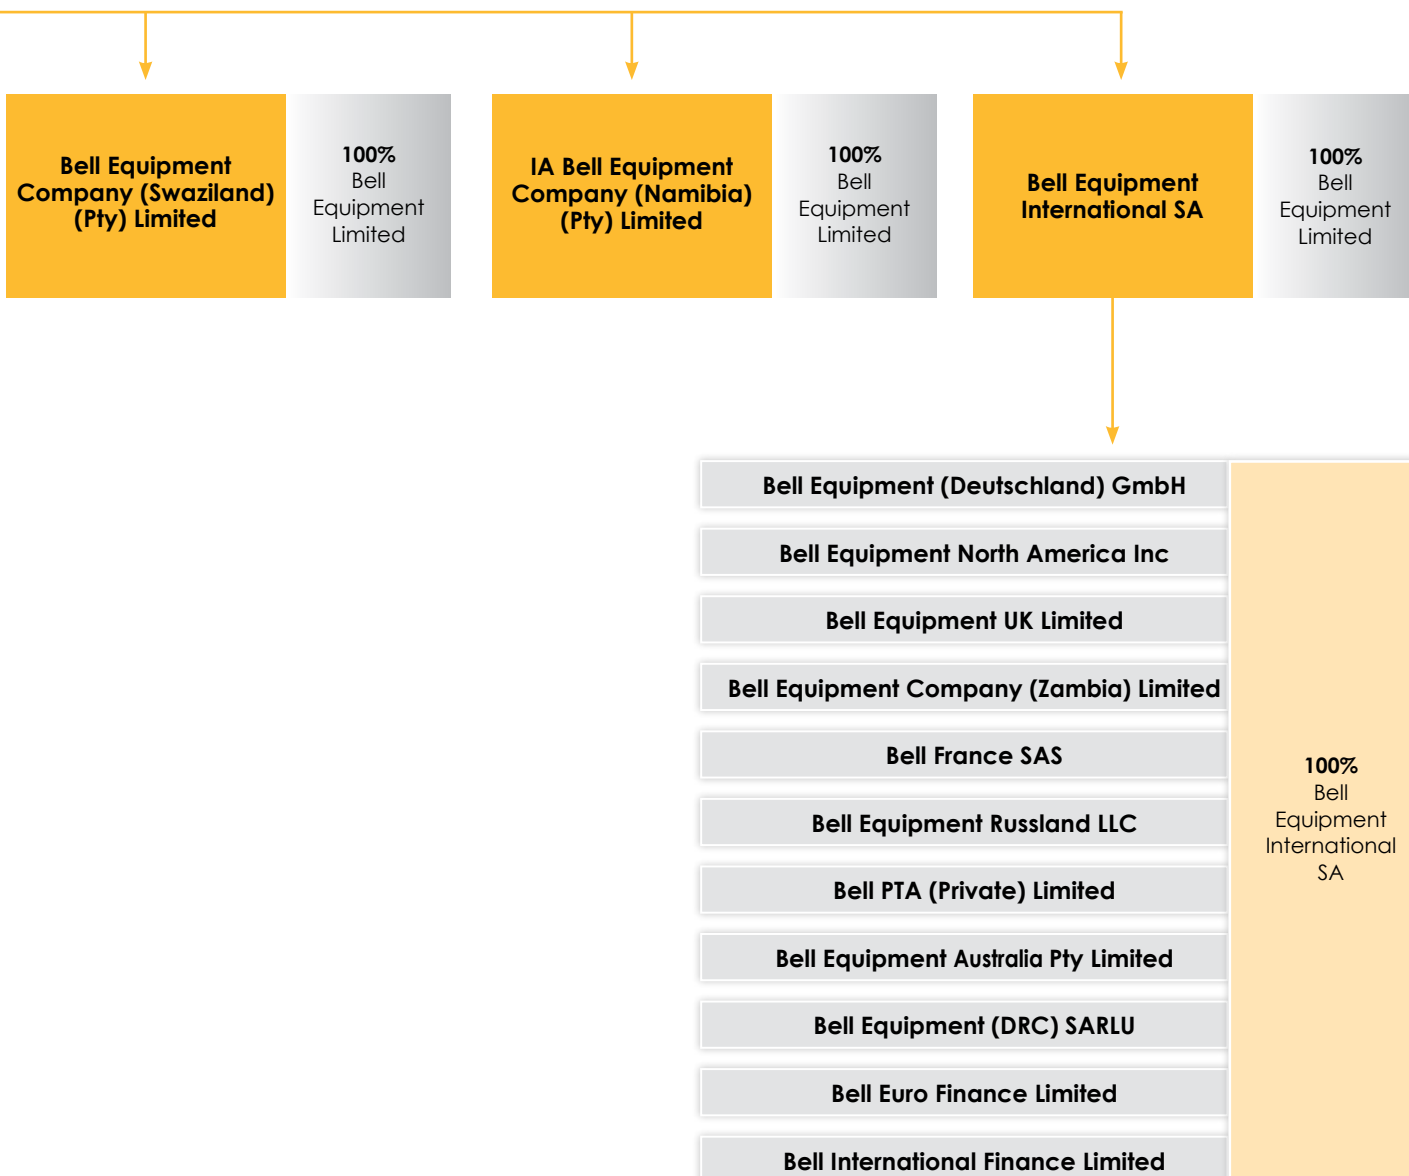 Bell Equipment
Company (Swaziland)
(Pty) Limited
100%
Bell
Equipment
Limited
IA Bell Equipment
Company (Namibia)
(Pty) Limited
100%
Bell
Equipment
Limited
Bell Equipment
International SA
100%
Bell
Equipment
Limited
Bell Equipment (Deutschland) GmbH
Bell Equipment North America Inc
Bell Equipment UK Limited
Bell Equipment Company (Zambia) Limited
Bell France SAS
Bell Equipment Russland LLC
Bell PTA (Private) Limited
Bell Equipment Australia Pty Limited
Bell Equipment (DRC) SARLU
Bell Euro Finance Limited
Bell International Finance Limited
100%
Bell
Equipment
International
SA